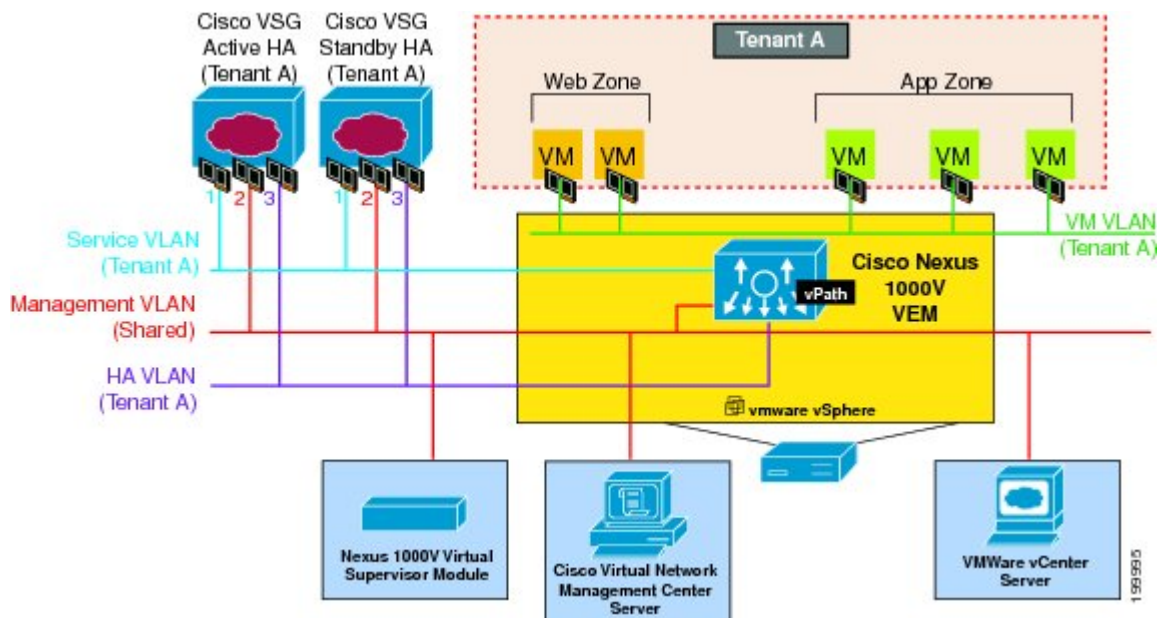 Cisco VSG
Active HA
(Tenant A)
Cisco VSG
Standby HA
(Tenant A)
Tenant A
Web Zone
App Zone
VM
VM
VM
VM
VM
1
2
3
1
2
3
Service VLAN
(Tenant A)
VM VLAN
(Tenant A)
Cisco Nexus
1000V
VEM
vPath
Management VLAN
(Shared)
HA VLAN
(Tenant A)
vmware vSphere
Nexus 1000V Virtual
Supervisor Module
Cisco Virtual Network
Management Center
Server
VMWare vCenter
Server
199995